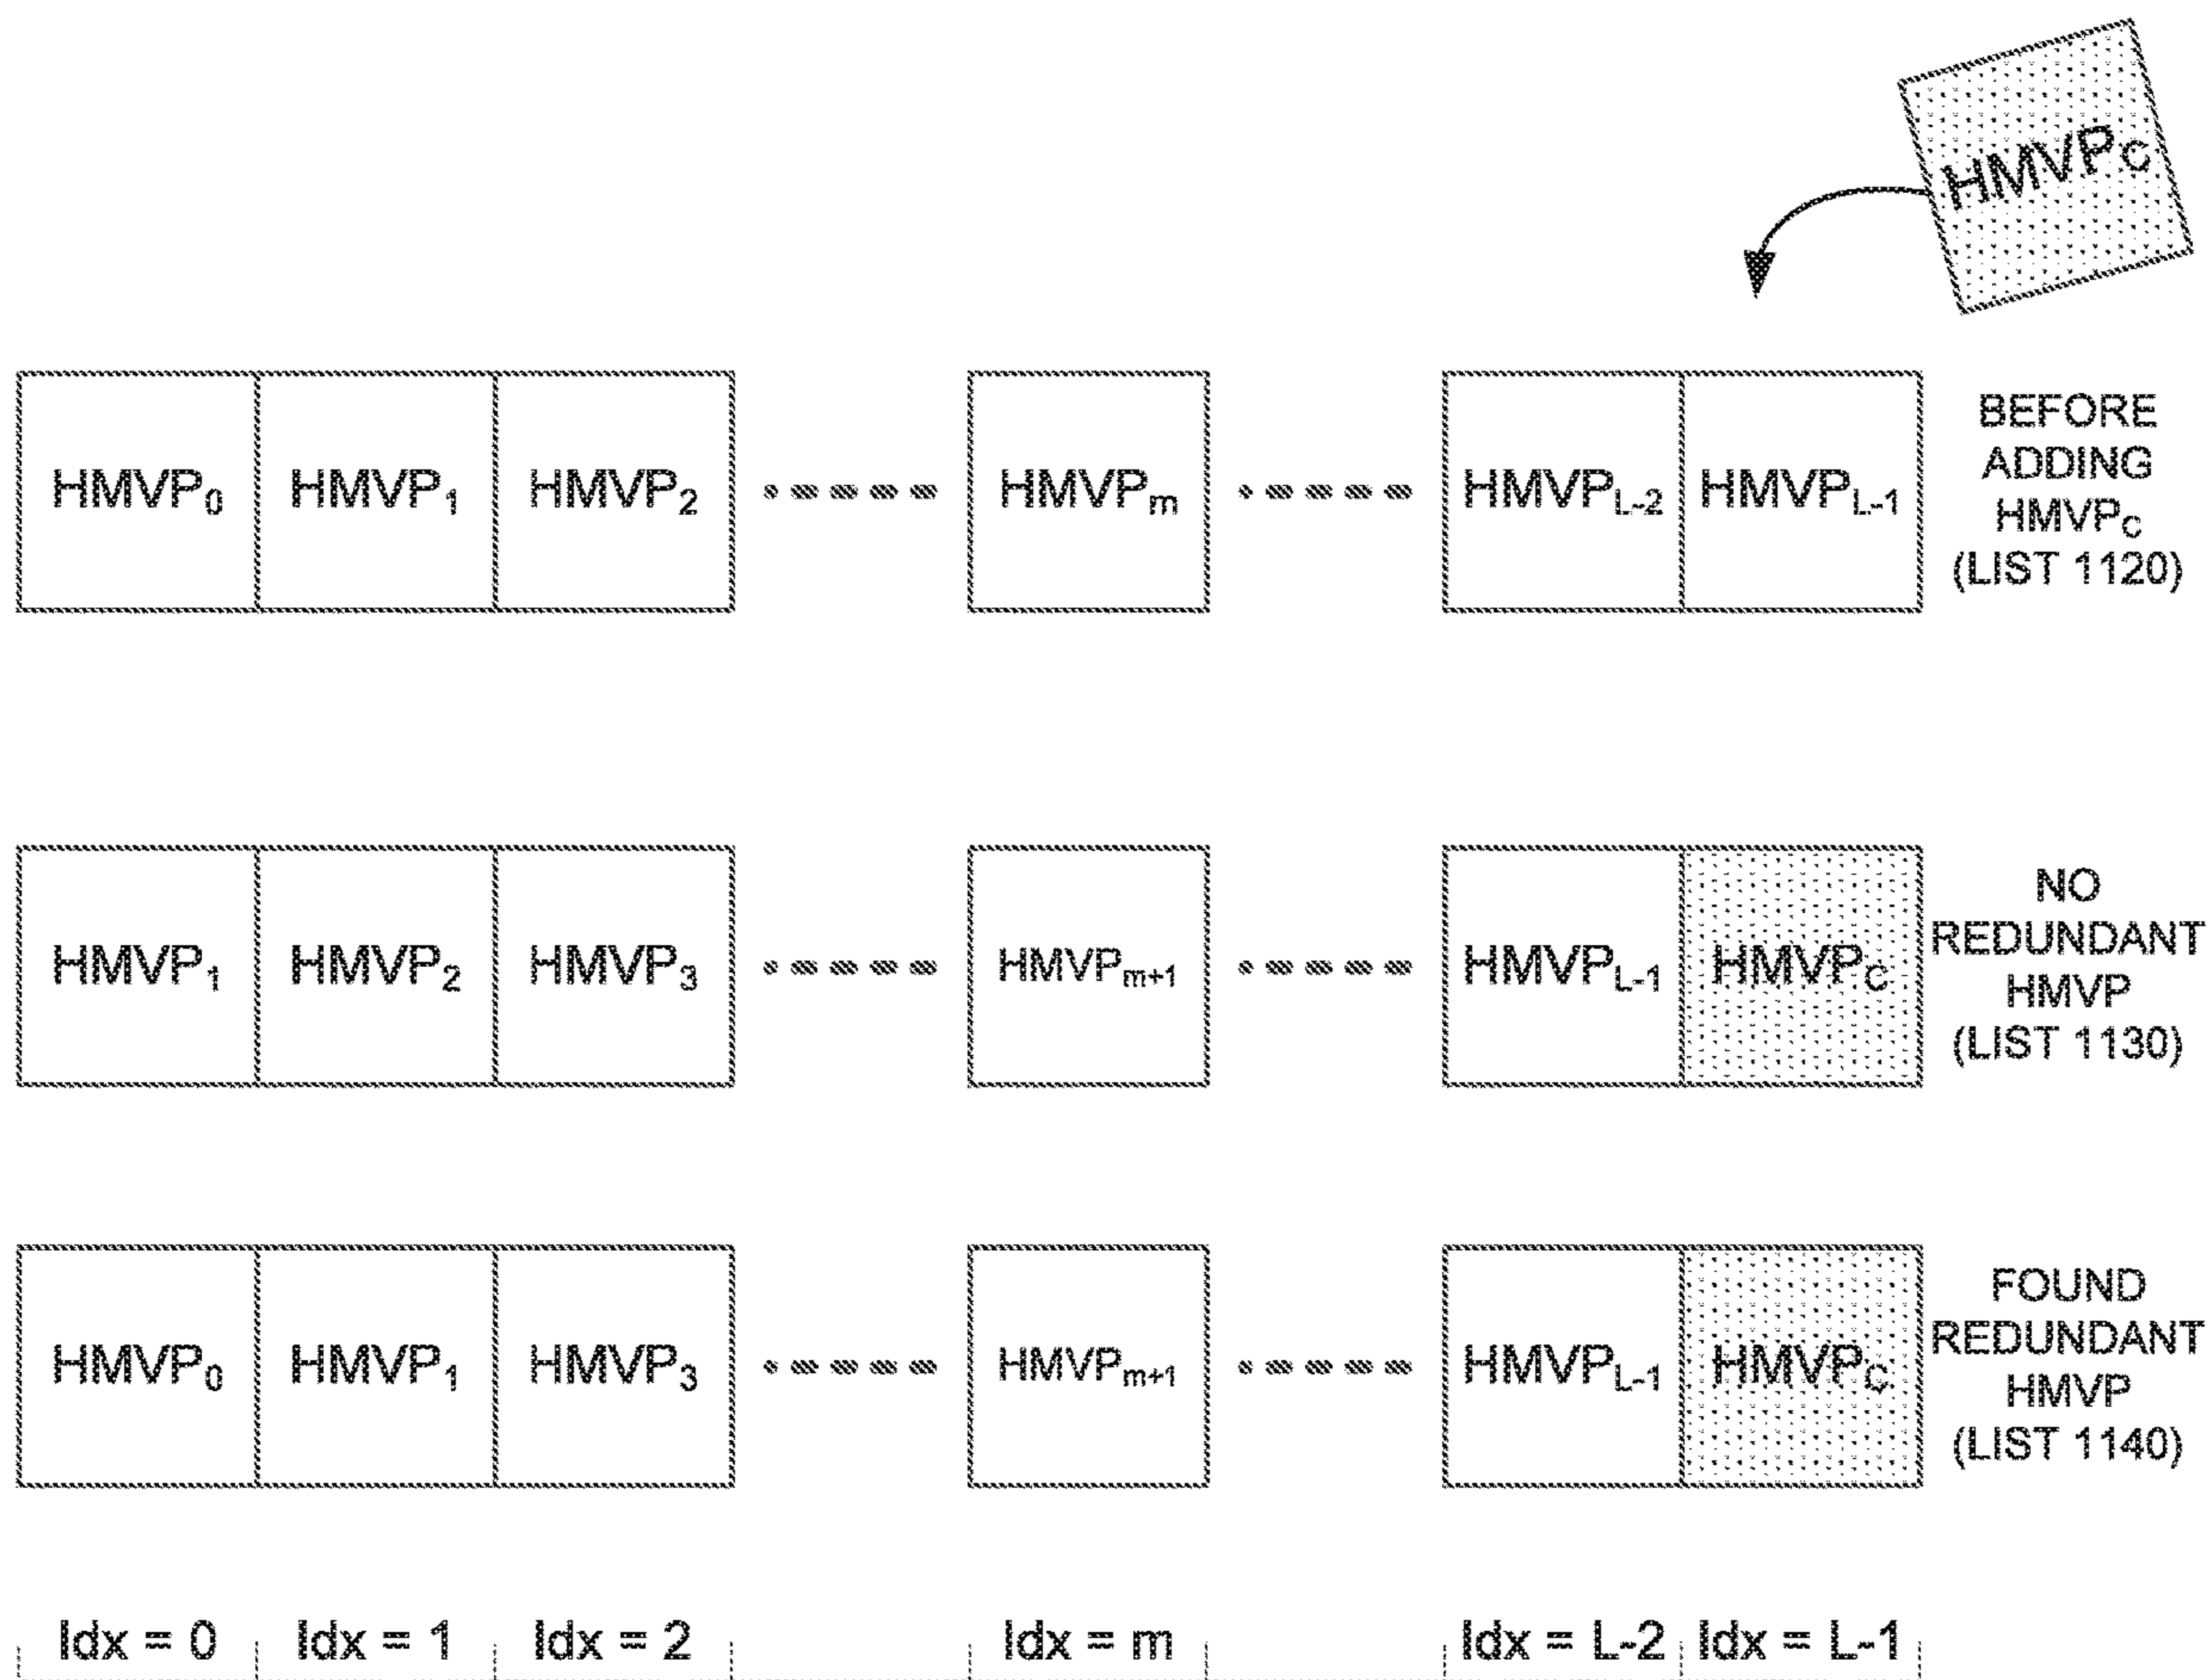 HMVPC
HMVP0 HMVP1 HMVP2 HMVPm HMVPL-2 HMVPL-1
BEFORE
ADDING
HMVPC
(LIST 1120)
HMVP1 HMVP2 HMVP3 HMVPm+1 HMVPL-1 HMVPC
NO
REDUNDANT
HMVP
(LIST 1130)
HMVP0 HMVP1 HMVP3 HMVPm+1 HMVPL-1 HMVPC
FOUND
REDUNDANT
HMVP
(LIST 1140)
Idx = 0 Idx = 1 Idx = 2 Idx = m Idx = L-2 Idx = L-1